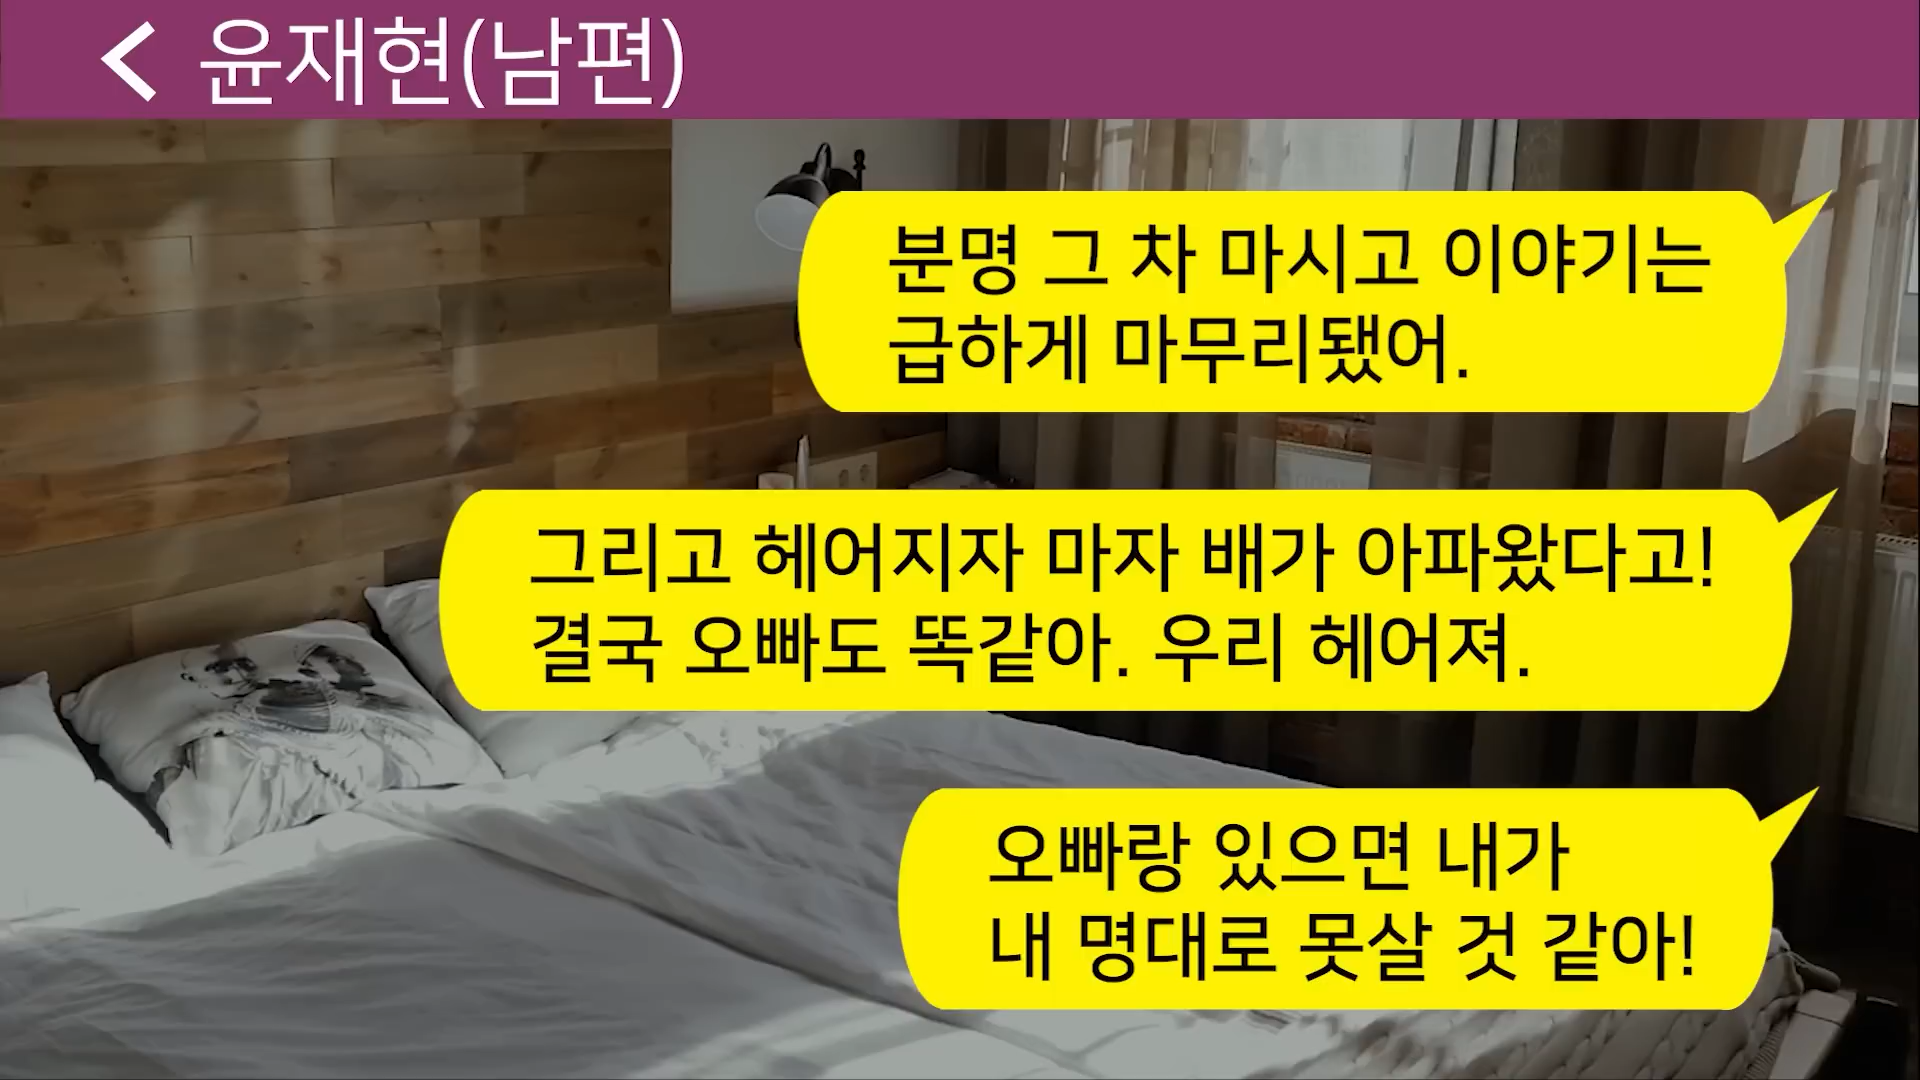 윤재현(남편)
분명 그 차 마시고 이야기는
급하게 마무리됐어.
그리고 헤어지자 마자 배가 아파왔다고!
결국 오빠도 똑같아. 우리 헤어져.
오빠랑 있으면 내가
내 명대로 못살 것 같아!